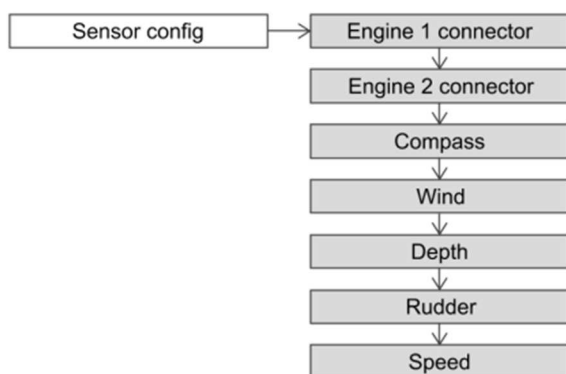 Sensor config
Engine 1 connector
Engine 2 connector
Compass
Wind
Depth
Rudder
Speed